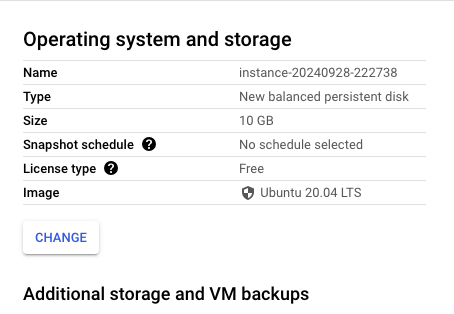 Operating system and storage
Name instance-20240928-222738
Type New balanced persistent disk
Size 10 GB
Snapshot schedule ? No schedule selected
License type ? Free
Image Ubuntu 20.04 LTS
CHANGE
Additional storage and VM backups